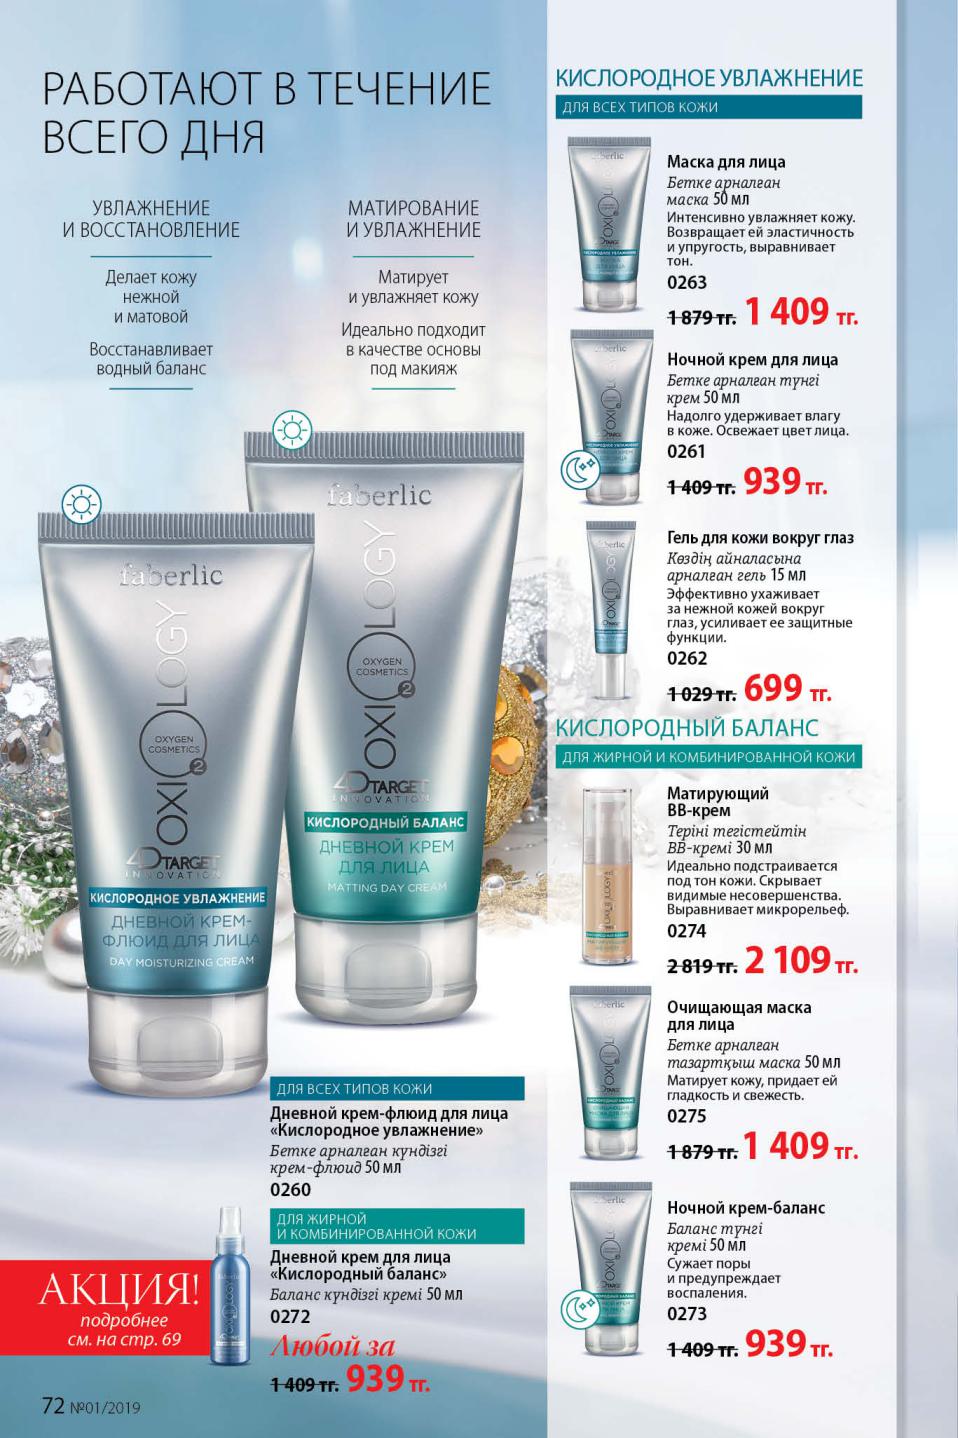 РАБОТАЮТ В ТЕЧЕНИЕ
ВСЕГО ДНЯ
УВЛАЖНЕНИЕ
И ВОССТАНОВЛЕНИЕ
Делает кожу
нежной
и матовой
Восстанавливает
водный баланс
МАТИРОВАНИЕ
И УВЛАЖНЕНИЕ
Матирует
и увлажняет кожу
Идеально подходит
в качестве основы
под макияж
faberlic
OXIOLOGY
OXYGEN
COSMETICS
2
4D TARGET
INNOVATION
КИСЛОРОДНОЕ УВЛАЖНЕНИЕ
ДНЕВНОЙ КРЕМ-
ФЛЮИД ДЛЯ ЛИЦА
DAY MOISTURIZING CREAM
faberlic
OXIOLOGY
OXYGEN
COSMETICS
2
4D TARGET
INNOVATION
КИСЛОРОДНЫЙ БАЛАНС
ДНЕВНОЙ КРЕМ
ДЛЯ ЛИЦА
MATTING DAY CREAM
ДЛЯ ВСЕХ ТИПОВ КОЖИ
Дневной крем-флюид для лица
«Кислородное увлажнение»
Бетке арналған күндізгі
крем-флюид 50 мл
0260
ДЛЯ ЖИРНОЙ
И КОМБИНИРОВАННОЙ КОЖИ
Дневной крем для лица
«Кислородный баланс»
Баланс күндізгі кремі 50 мл
0272
Любой за
1 409 тг. 939 тг.
АКЦИЯ!
подробнее
см. на стр. 69
72 №01/2019
КИСЛОРОДНОЕ УВЛАЖНЕНИЕ
ДЛЯ ВСЕХ ТИПОВ КОЖИ
Маска для лица
Бетке арналған
маска 50 мл
Интенсивно увлажняет кожу.
Возвращает ей эластичность
и упругость, выравнивает
тон.
0263
1 879 тг. 1 409 тг.
Ночной крем для лица
Бетке арналған түнгі
крем 50 мл
Надолго удерживает влагу
в коже. Освежает цвет лица.
0261
1 409 тг. 939 тг.
Гель для кожи вокруг глаз
Көздің айналасына
арналған гель 15 мл
Эффективно ухаживает
за нежной кожей вокруг
глаз, усиливает ее защитные
функции.
0262
1 029 тг. 699 тг.
КИСЛОРОДНЫЙ БАЛАНС
ДЛЯ ЖИРНОЙ И КОМБИНИРОВАННОЙ КОЖИ
Матирующий
BB-крем
Теріні тегістейтін
BB-кремі 30 мл
Идеально подстраивается
под тон кожи. Скрывает
видимые несовершенства.
Выравнивает микрорельеф.
0274
2 819 тг. 2 109 тг.
Очищающая маска
для лица
Бетке арналған
тазартқыш маска 50 мл
Матирует кожу, придает ей
гладкость и свежесть.
0275
1 879 тг. 1 409 тг.
Ночной крем-баланс
Баланс түнгі
кремі 50 мл
Сужает поры
и предупреждает
воспаления.
0273
1 409 тг. 939 тг.